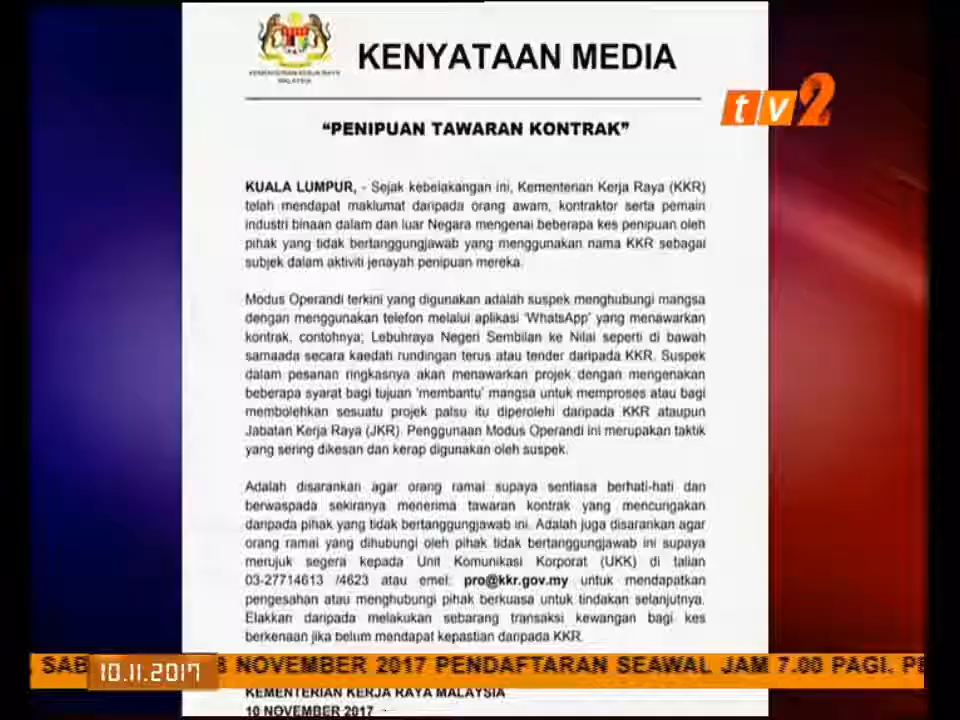 KEMENTERIAN KERJA RAYA
MALAYSIA
KENYATAAN MEDIA
tv2
“PENIPUAN TAWARAN KONTRAK”
KUALA LUMPUR, - Sejak kebelakangan ini, Kementerian Kerja Raya (KKR)
telah mendapat maklumat daripada orang awam, kontraktor serta pemain
industri binaan dalam dan luar Negara mengenai beberapa kes penipuan oleh
pihak yang tidak bertanggungjawab yang menggunakan nama KKR sebagai
subjek dalam aktiviti jenayah penipuan mereka.
Modus Operandi terkini yang digunakan adalah suspek menghubungi mangsa
dengan menggunakan telefon melalui aplikasi ‘WhatsApp’ yang menawarkan
kontrak, contohnya; Lebuhraya Negeri Sembilan ke Nilai seperti di bawah
samaada secara kaedah rundingan terus atau tender daripada KKR. Suspek
dalam pesanan ringkasnya akan menawarkan projek dengan mengenakan
beberapa syarat bagi tujuan ‘membantu’ mangsa untuk memproses atau bagi
membolehkan sesuatu projek palsu itu diperolehi daripada KKR ataupun
Jabatan Kerja Raya (JKR). Penggunaan Modus Operandi ini merupakan taktik
yang sering dikesan dan kerap digunakan oleh suspek.
Adalah disarankan agar orang ramai supaya sentiasa berhati-hati dan
berwaspada sekiranya menerima tawaran kontrak yang mencurigakan
daripada pihak yang tidak bertanggungjawab ini. Adalah juga disarankan agar
orang ramai yang dihubungi oleh pihak tidak bertanggungjawab ini supaya
merujuk segera kepada Unit Komunikasi Korporat (UKK) di talian
03-27714613 /4623 atau emel: pro@kkr.gov.my untuk mendapatkan
pengesahan atau menghubungi pihak berkuasa untuk tindakan selanjutnya.
Elakkan daripada melakukan sebarang transaksi kewangan bagi kes
berkenaan jika belum mendapat kepastian daripada KKR.
SAB 10.11.2017 8 NOVEMBER 2017 PENDAFTARAN SEAWAL JAM 7.00 PAGI. PE
KEMENTERIAN KERJA RAYA MALAYSIA
10 NOVEMBER 2017